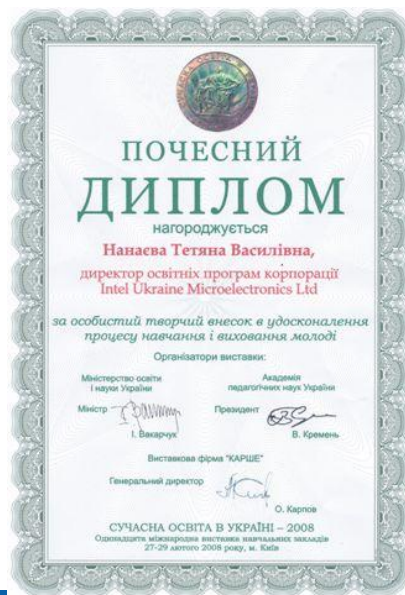 ПОЧЕСНИЙ
ДИПЛОМ
нагороджується
Нанаєва Тетяна Василівна,
директор освітніх програм корпорації
Intel Ukraine Microelectronics Ltd
за особистий творчий внесок в удосконалення
процесу навчання і виховання молоді
Організатори виставки:
Міністерство освіти
і науки України
Міністр
І. Вакарчук
Академія
педагогічних наук України
Президент
В. Кремень
Виставкова фірма "КАРШЕ"
Генеральний директор
О. Карпов
СУЧАСНА ОСВІТА В УКРАЇНІ – 2008
Одинадцята міжнародна виставка навчальних закладів
27-29 лютого 2008 року, м. Київ